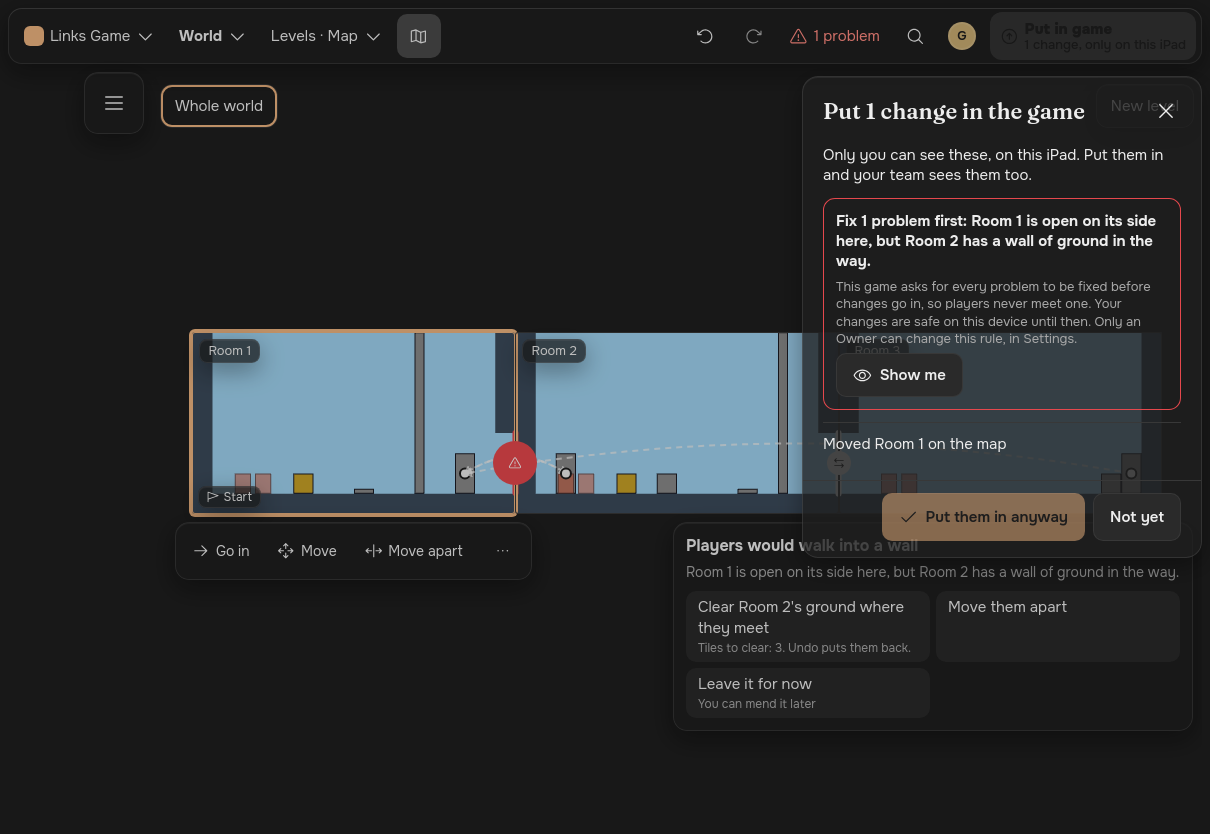 Links Game
World
Levels · Map
1 problem
G
Put in game
1 change, only on this iPad
Whole world
New level
Put 1 change in the game
Only you can see these, on this iPad. Put them in
and your team sees them too.
Fix 1 problem first: Room 1 is open on its side
here, but Room 2 has a wall of ground in the
way.
This game asks for every problem to be fixed before
changes go in, so players never meet one. Your
changes are safe on this device until then. Only an
Owner can change this rule, in Settings.
Show me
Moved Room 1 on the map
Put them in anyway
Not yet
Room 1
Room 2
Room 3
Start
Go in
Move
Move apart
Players would walk into a wall
Room 1 is open on its side here, but Room 2 has a wall of ground in the way.
Clear Room 2's ground where
they meet
Tiles to clear: 3. Undo puts them back.
Move them apart
Leave it for now
You can mend it later